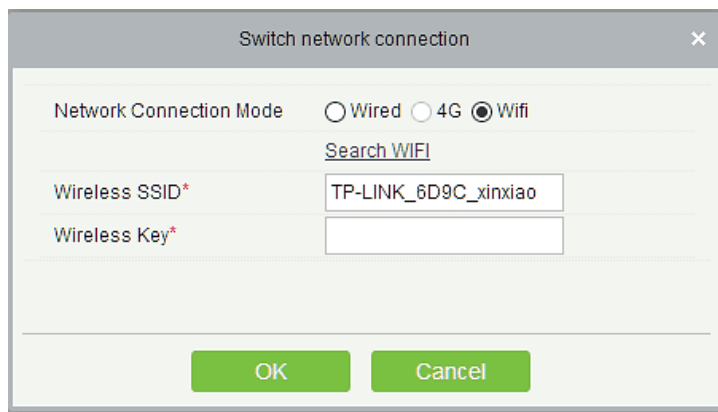 Switch network connection
Network Connection Mode Wired 4G Wifi
Search WIFI
Wireless SSID* TP-LINK_6D9C_xinxiao
Wireless Key*
OK Cancel